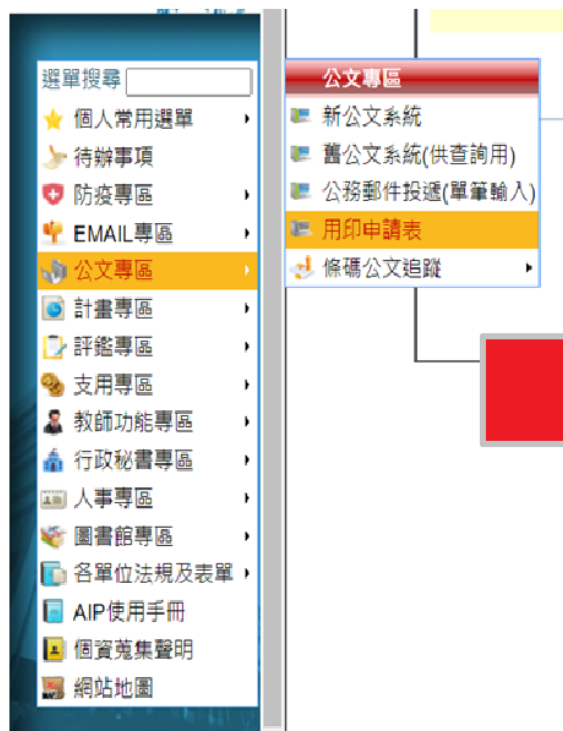 選單搜尋
個人常用選單
待辦事項
防疫專區
EMAIL專區
公文專區
計畫專區
評鑑專區
支用專區
教師功能專區
行政秘書專區
人事專區
圖書館專區
各單位法規及表單
AIP使用手冊
個資蒐集聲明
網站地圖
公文專區
新公文系統
舊公文系統(供查詢用)
公務郵件投遞(單筆輸入)
用印申請表
條碼公文追蹤